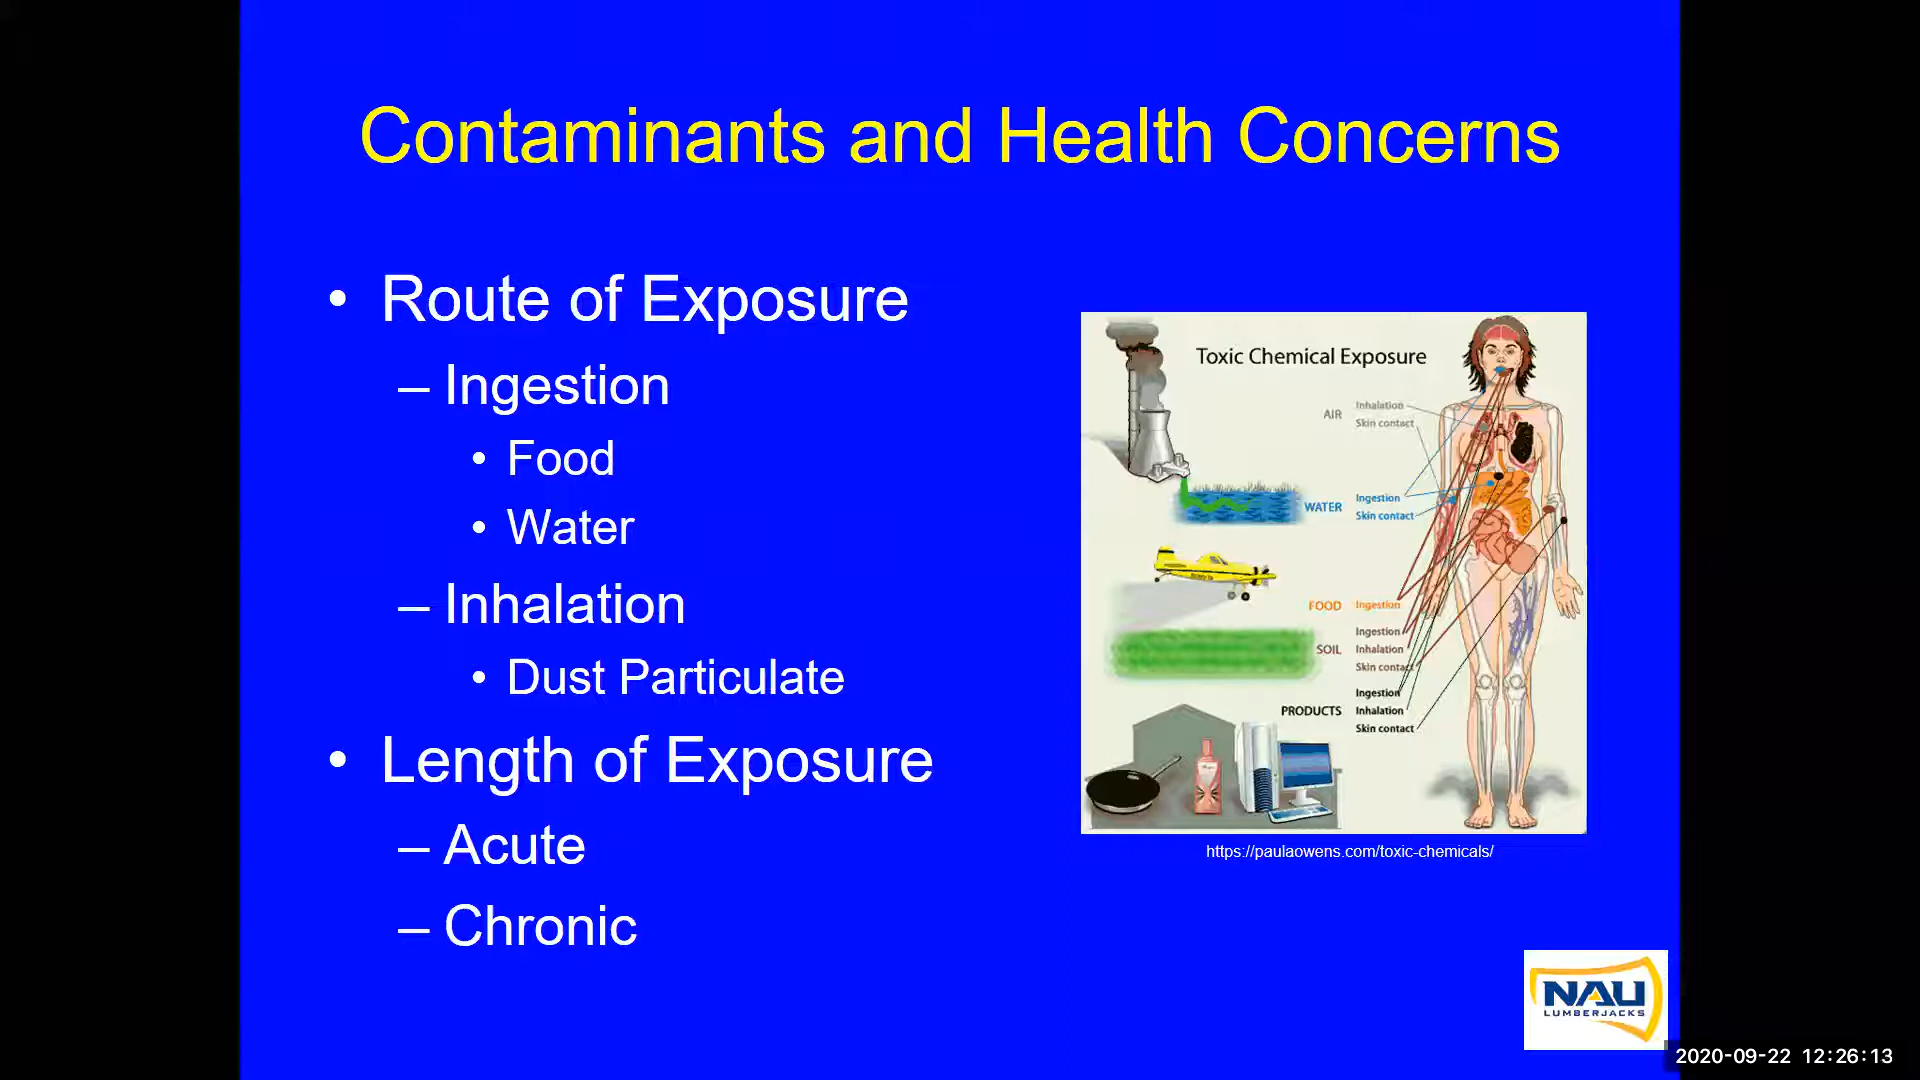 Contaminants and Health Concerns
• Route of Exposure
– Ingestion
• Food
• Water
– Inhalation
• Dust Particulate
• Length of Exposure
– Acute
– Chronic
Toxic Chemical Exposure
AIR
Inhalation
Skin contact
WATER
Ingestion
Skin contact
FOOD
Ingestion
SOIL
Ingestion
Inhalation
Skin contact
PRODUCTS
Ingestion
Inhalation
Skin contact
https://paulaowens.com/toxic-chemicals/
NAU
LUMBERJACKS
2020-09-22 12:26:13